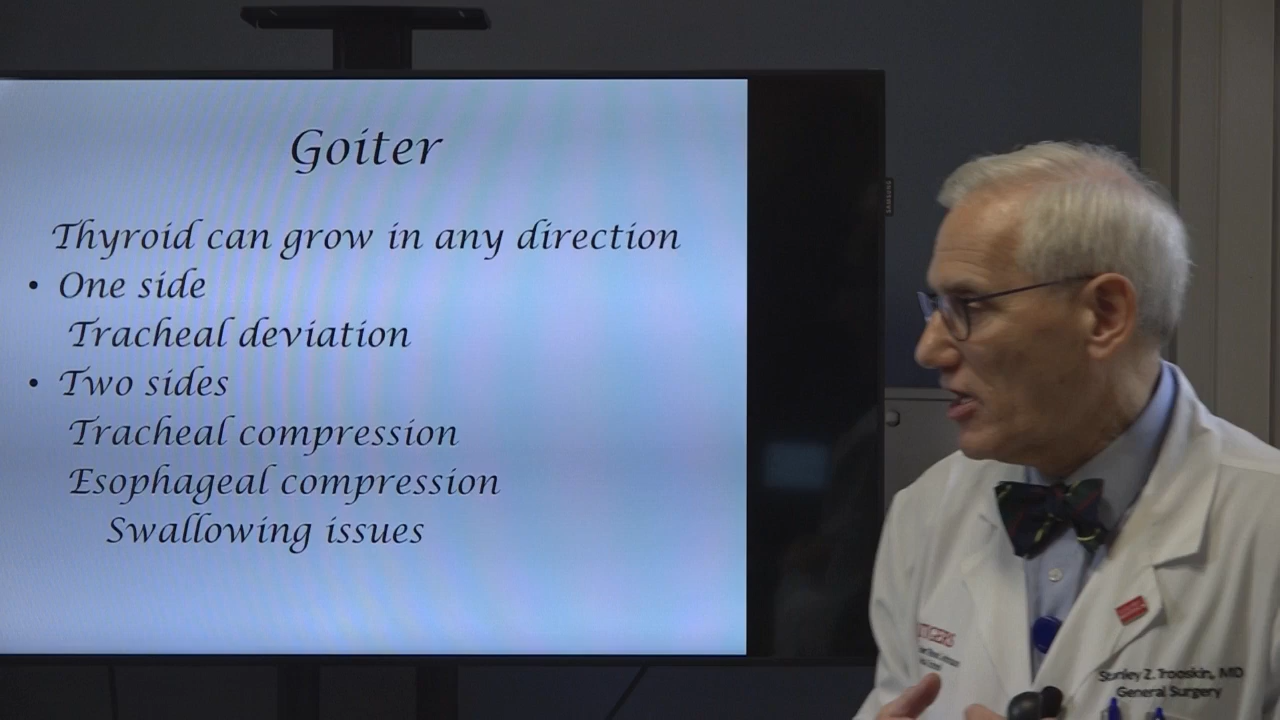 Goiter
Thyroid can grow in any direction
• One side
Tracheal deviation
• Two sides
Tracheal compression
Esophageal compression
Swallowing issues
SAMSUNG
Stanley Z. Trooskin, MD
General Surgery